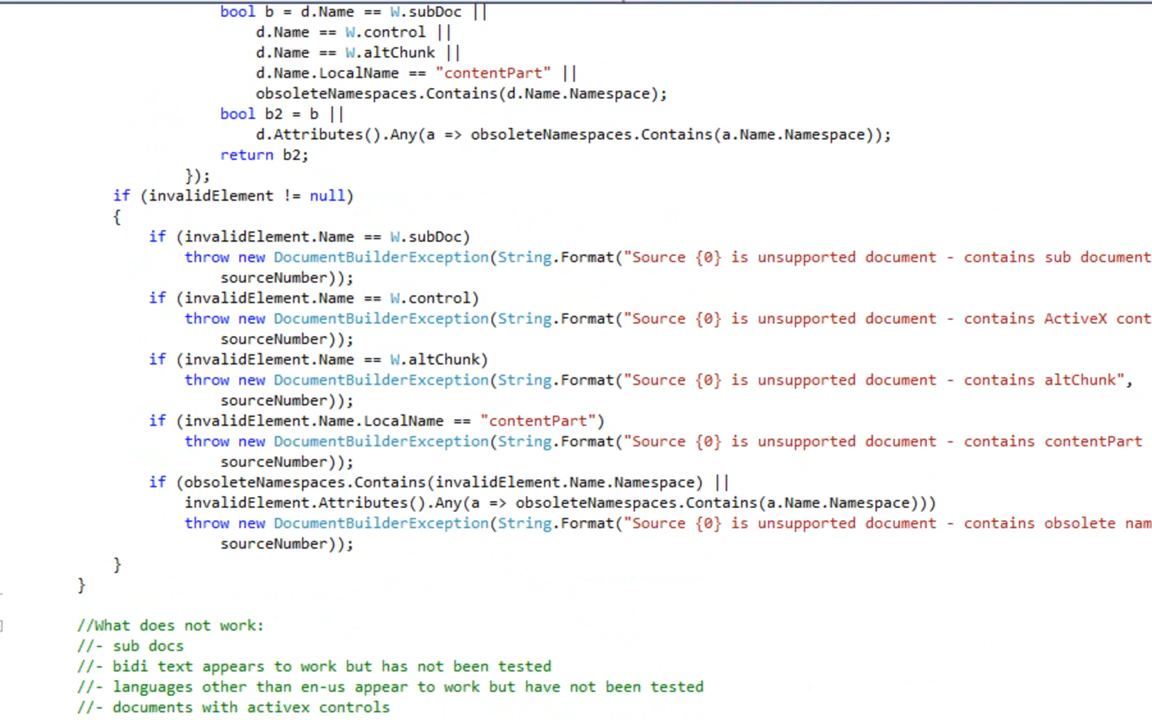 bool b = d.Name == W.subDoc ||
d.Name == W.control ||
d.Name == W.altChunk ||
d.Name.LocalName == "contentPart" ||
obsoleteNamespaces.Contains(d.Name.Namespace);
bool b2 = b ||
d.Attributes().Any(a => obsoleteNamespaces.Contains(a.Name.Namespace));
return b2;
});
if (invalidElement != null)
{
if (invalidElement.Name == W.subDoc)
throw new DocumentBuilderException(String.Format("Source {0} is unsupported document - contains sub document
sourceNumber));
if (invalidElement.Name == W.control)
throw new DocumentBuilderException(String.Format("Source {0} is unsupported document - contains ActiveX cont
sourceNumber));
if (invalidElement.Name == W.altChunk)
throw new DocumentBuilderException(String.Format("Source {0} is unsupported document - contains altChunk",
sourceNumber));
if (invalidElement.Name.LocalName == "contentPart")
throw new DocumentBuilderException(String.Format("Source {0} is unsupported document - contains contentPart
sourceNumber));
if (obsoleteNamespaces.Contains(invalidElement.Name.Namespace) ||
invalidElement.Attributes().Any(a => obsoleteNamespaces.Contains(a.Name.Namespace)))
throw new DocumentBuilderException(String.Format("Source {0} is unsupported document - contains obsolete nam
sourceNumber));
}
}
//What does not work:
//- sub docs
//- bidi text appears to work but has not been tested
//- languages other than en-us appear to work but have not been tested
//- documents with activex controls